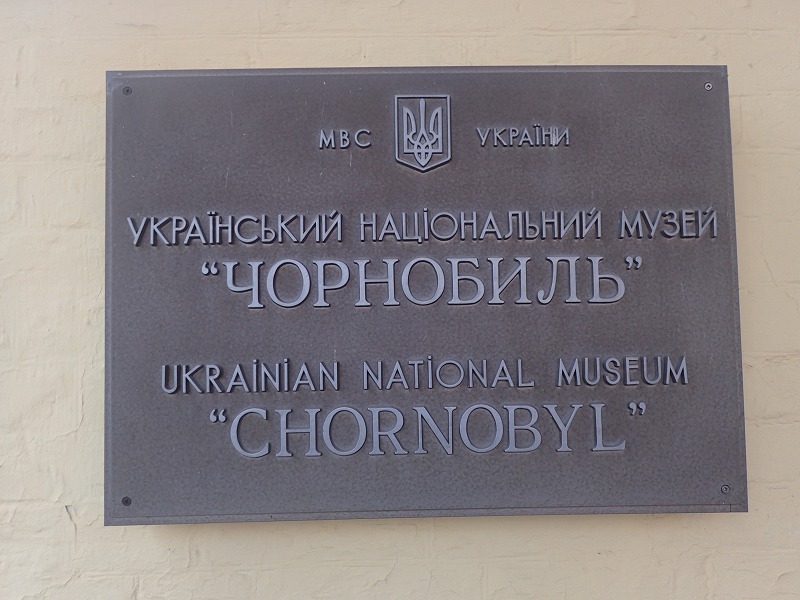 МВС УКРАЇНИ
УКРАЇНСЬКИЙ НАЦІОНАЛЬНИЙ МУЗЕЙ
“ЧОРНОБИЛЬ”
UKRAINIAN NATIONAL MUSEUM
“CHORNOBYL”